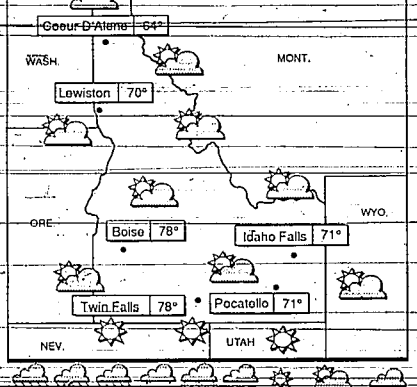 Coeur D'Alene 64°
WASH.
MONT.
Lewiston 70°
ORE.
WYO.
Boise 78°
Idaho Falls 71°
Twin Falls 78°
Pocatello 71°
NEV.
UTAH